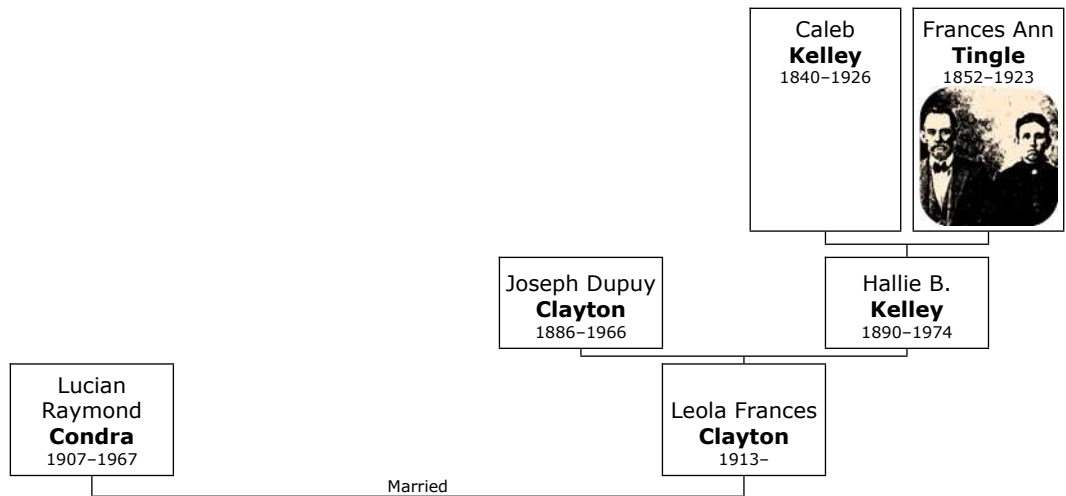 Caleb
Kelley
1840–1926
Frances Ann
Tingle
1852–1923
Joseph Dupuy
Clayton
1886–1966
Hallie B.
Kelley
1890–1974
Lucian
Raymond
Condra
1907–1967
Leola Frances
Clayton
1913–
Married